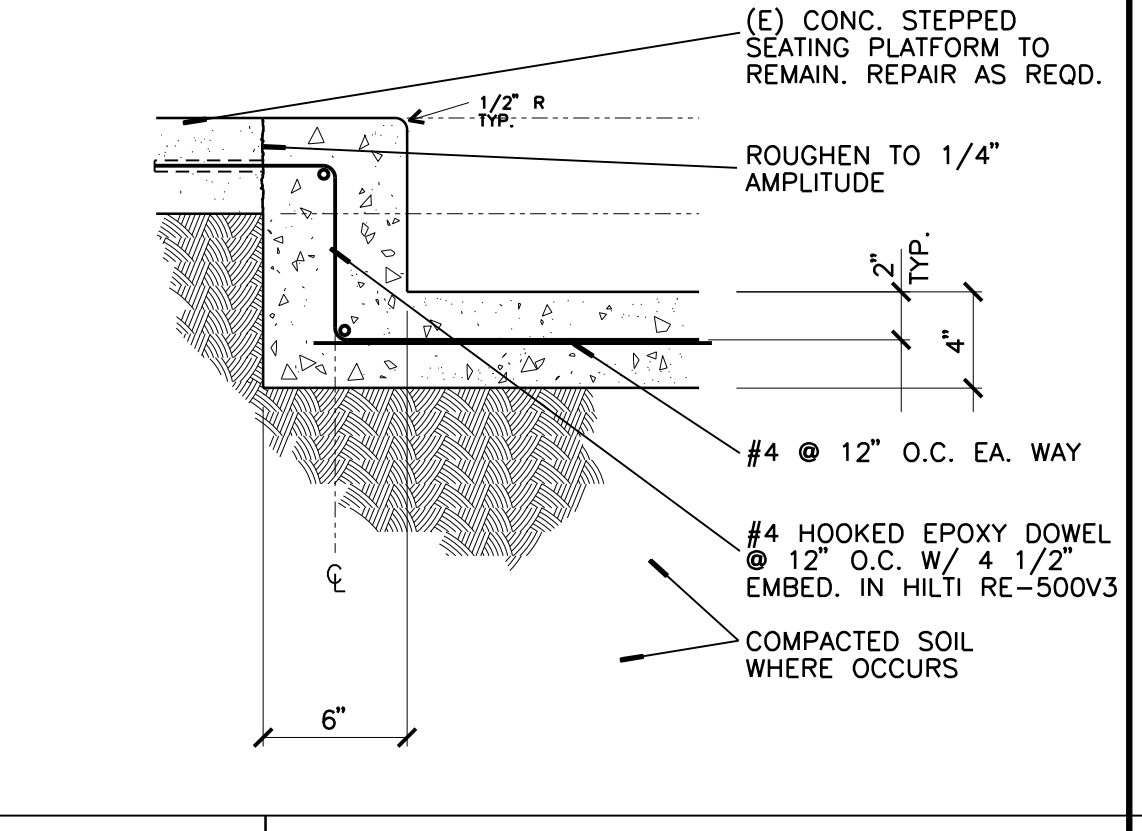 (E) CONC. STEPPED
SEATING PLATFORM TO
REMAIN. REPAIR AS REQD.
1/2" R
TYP.
ROUGHEN TO 1/4"
AMPLITUDE
2"
TYP.
4"
#4 @ 12" O.C. EA. WAY
#4 HOOKED EPOXY DOWEL
@ 12" O.C. W/ 4 1/2"
EMBED. IN HILTI RE-500V3
℄
COMPACTED SOIL
WHERE OCCURS
6"